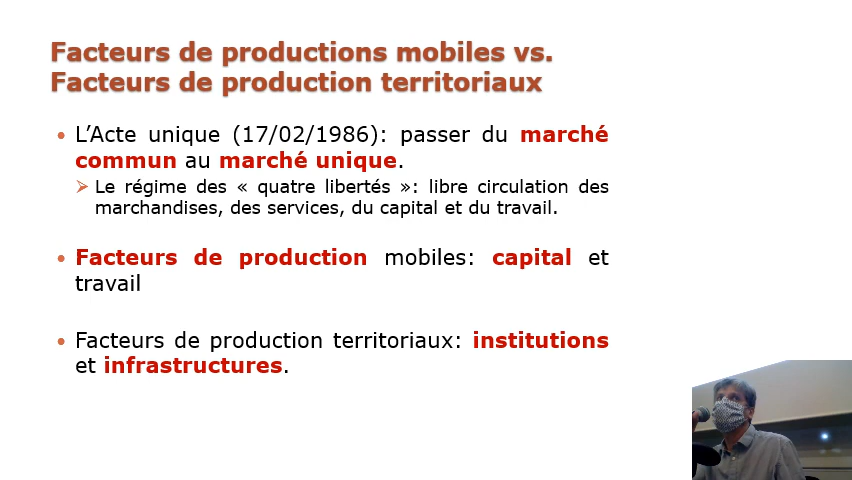 Facteurs de productions mobiles vs.
Facteurs de production territoriaux
• L’Acte unique (17/02/1986): passer du marché
commun au marché unique.
➢ Le régime des « quatre libertés »: libre circulation des
marchandises, des services, du capital et du travail.
• Facteurs de production mobiles: capital et
travail
• Facteurs de production territoriaux: institutions
et infrastructures.